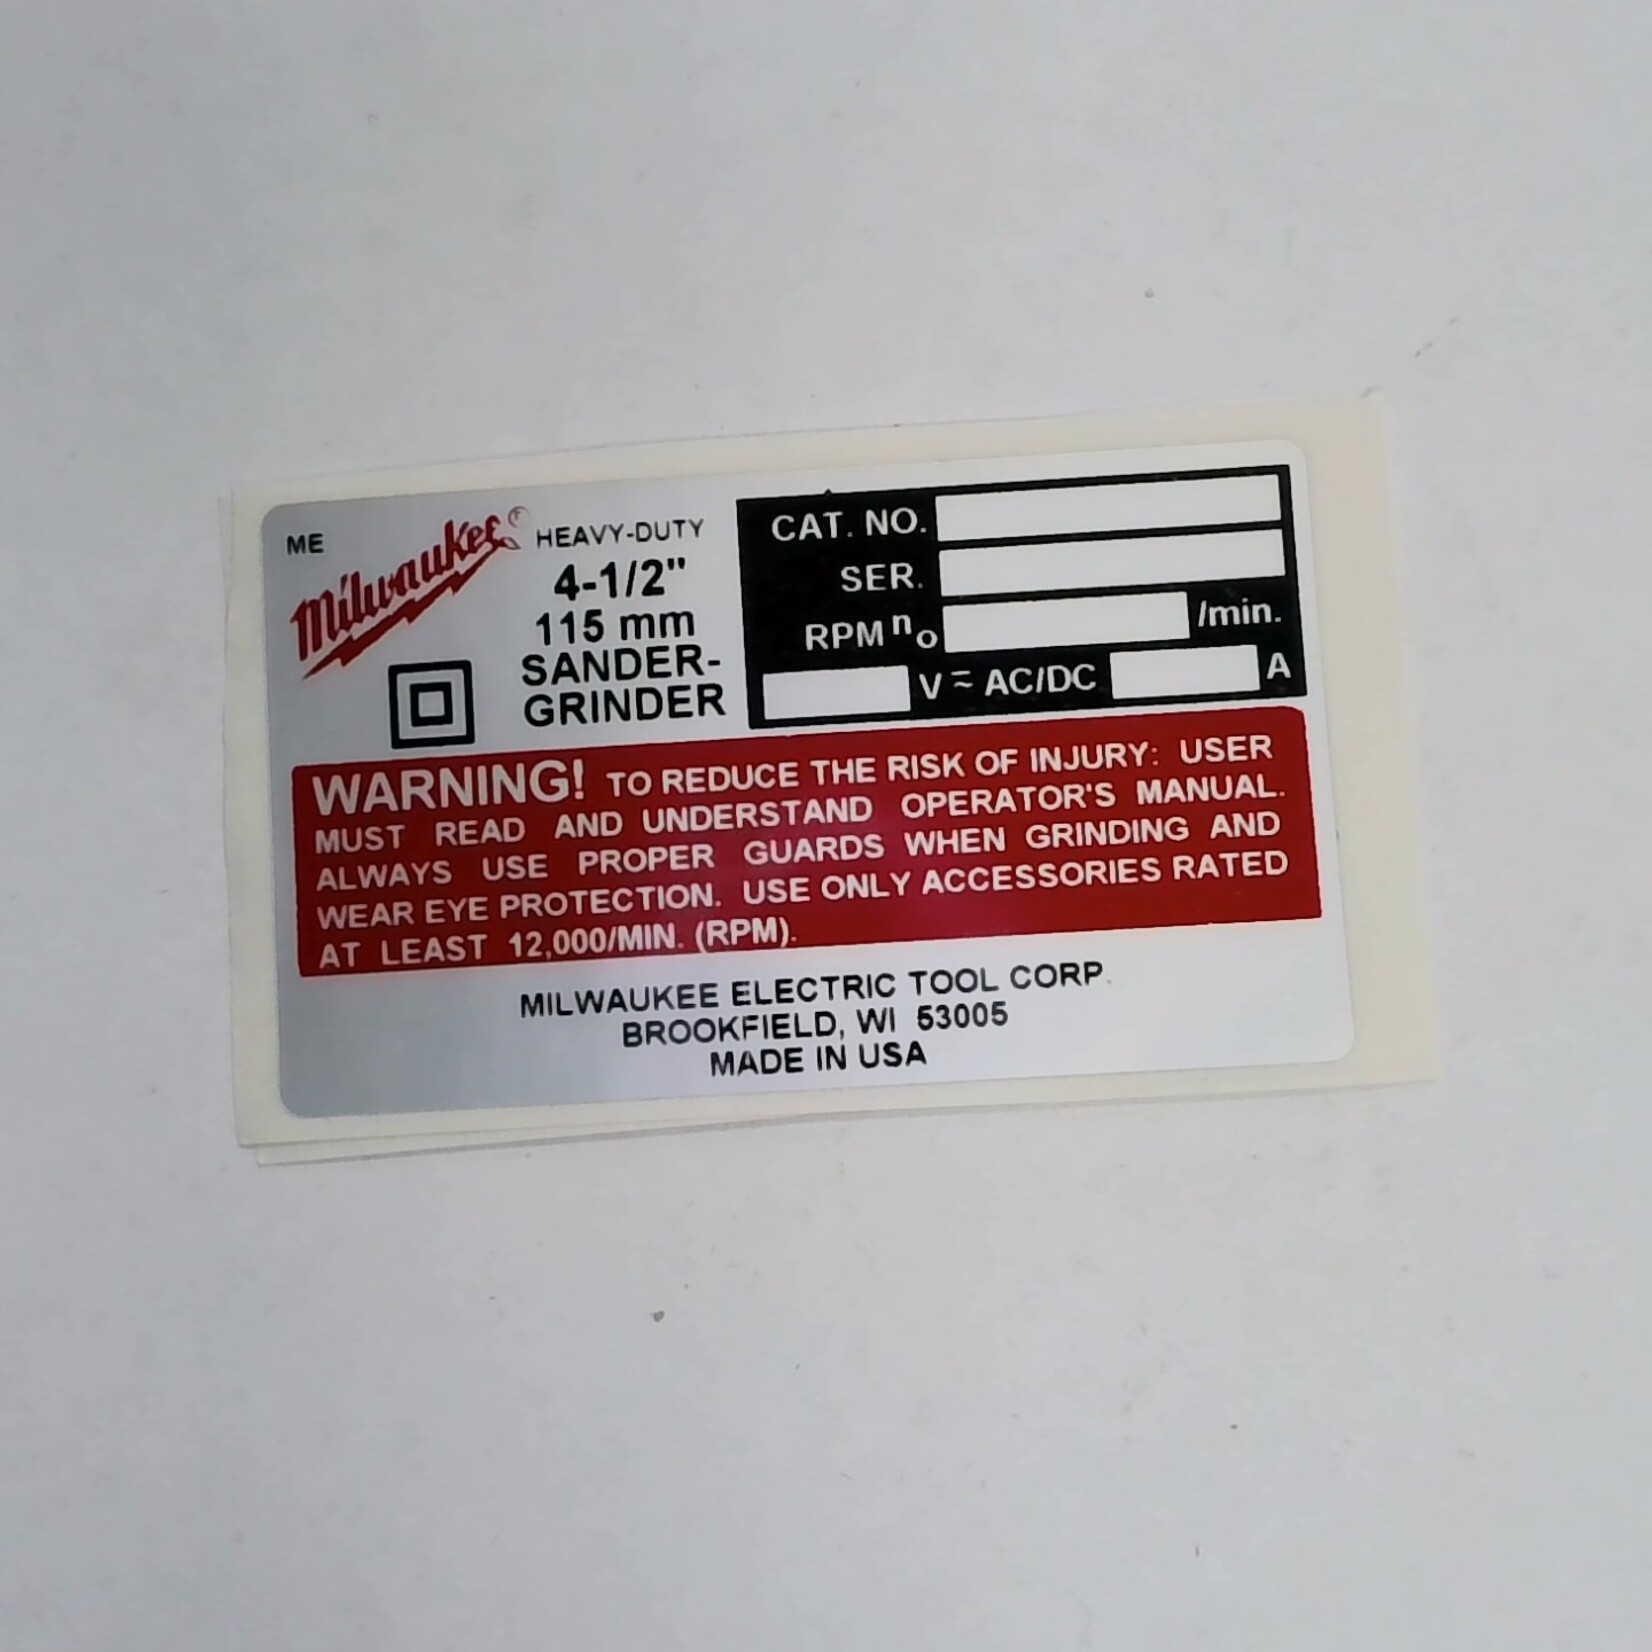 ME
Milwaukee®
HEAVY-DUTY
4-1/2"
115 mm
SANDER-
GRINDER
CAT. NO.
SER.
RPM no /min.
V ⎓ ~ AC/DC A
WARNING! TO REDUCE THE RISK OF INJURY: USER
MUST READ AND UNDERSTAND OPERATOR'S MANUAL.
ALWAYS USE PROPER GUARDS WHEN GRINDING AND
WEAR EYE PROTECTION. USE ONLY ACCESSORIES RATED
AT LEAST 12,000/MIN. (RPM).
MILWAUKEE ELECTRIC TOOL CORP.
BROOKFIELD, WI 53005
MADE IN USA